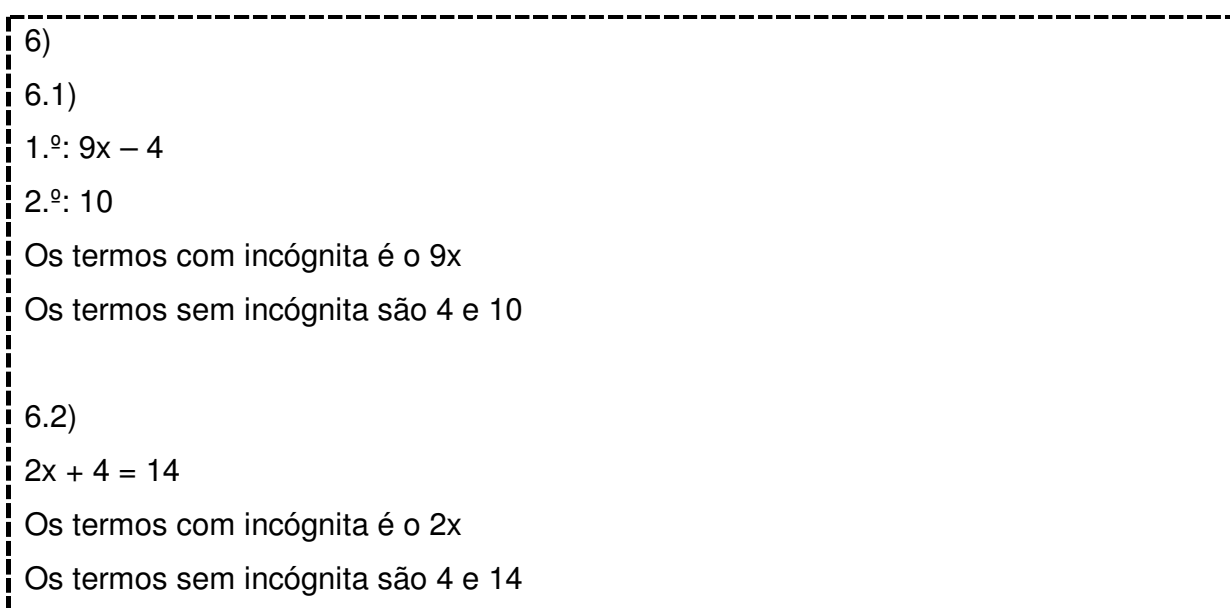 6)
6.1)
1.º: 9x – 4
2.º: 10
Os termos com incógnita é o 9x
Os termos sem incógnita são 4 e 10
6.2)
2x + 4 = 14
Os termos com incógnita é o 2x
Os termos sem incógnita são 4 e 14